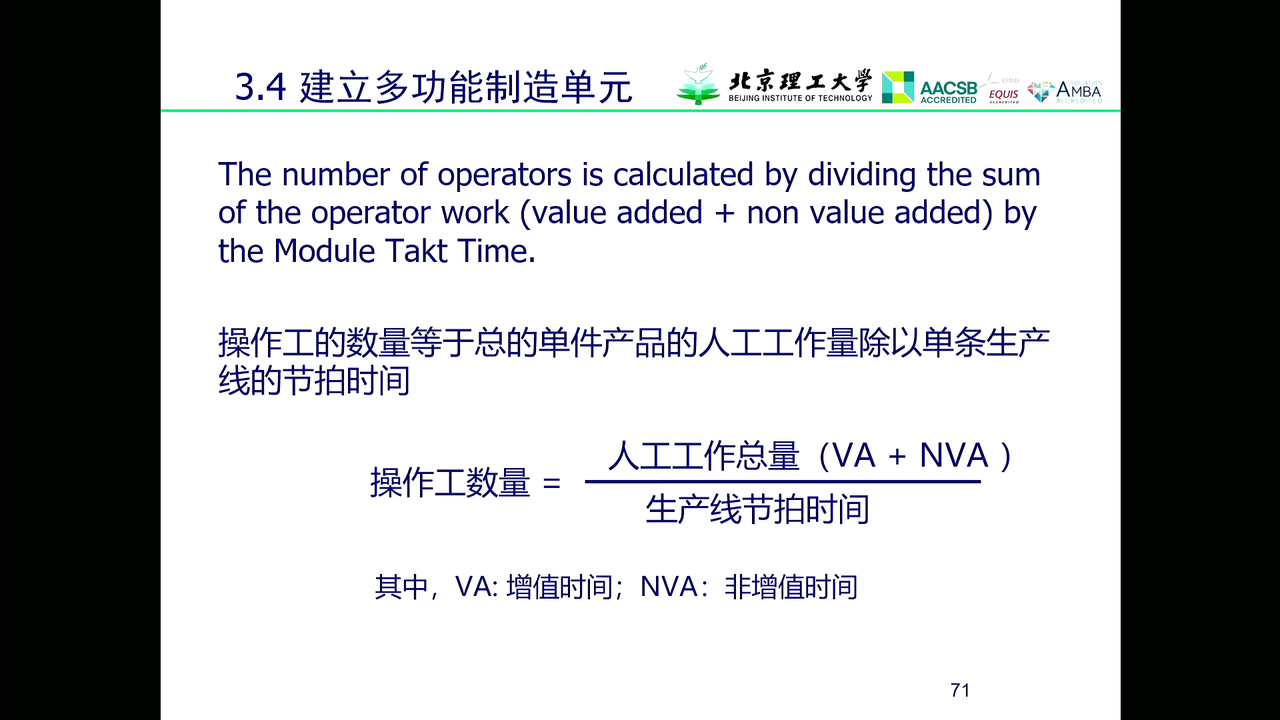 3.4 建立多功能制造单元
北京理工大学
BEIJING INSTITUTE OF TECHNOLOGY
AACSB
ACCREDITED
EFMD
EQUIS
ACCREDITED
ASSOCIATION
AMBA
ACCREDITED
The number of operators is calculated by dividing the sum
of the operator work (value added + non value added) by
the Module Takt Time.
操作工的数量等于总的单件产品的人工工作量除以单条生产
线的节拍时间
操作工数量 =
人工工作总量（VA + NVA ）
生产线节拍时间
其中，VA: 增值时间；NVA：非增值时间
71